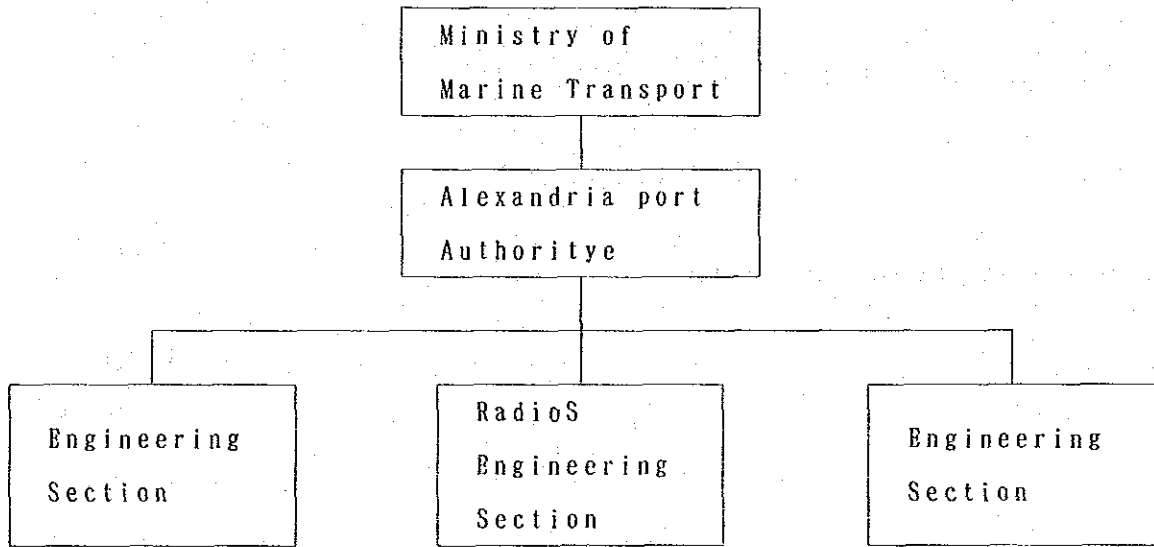 Ministry of
Marine Transport
Alexandria port
Authoritye
Engineering
Section
RadioS
Engineering
Section
Engineering
Section